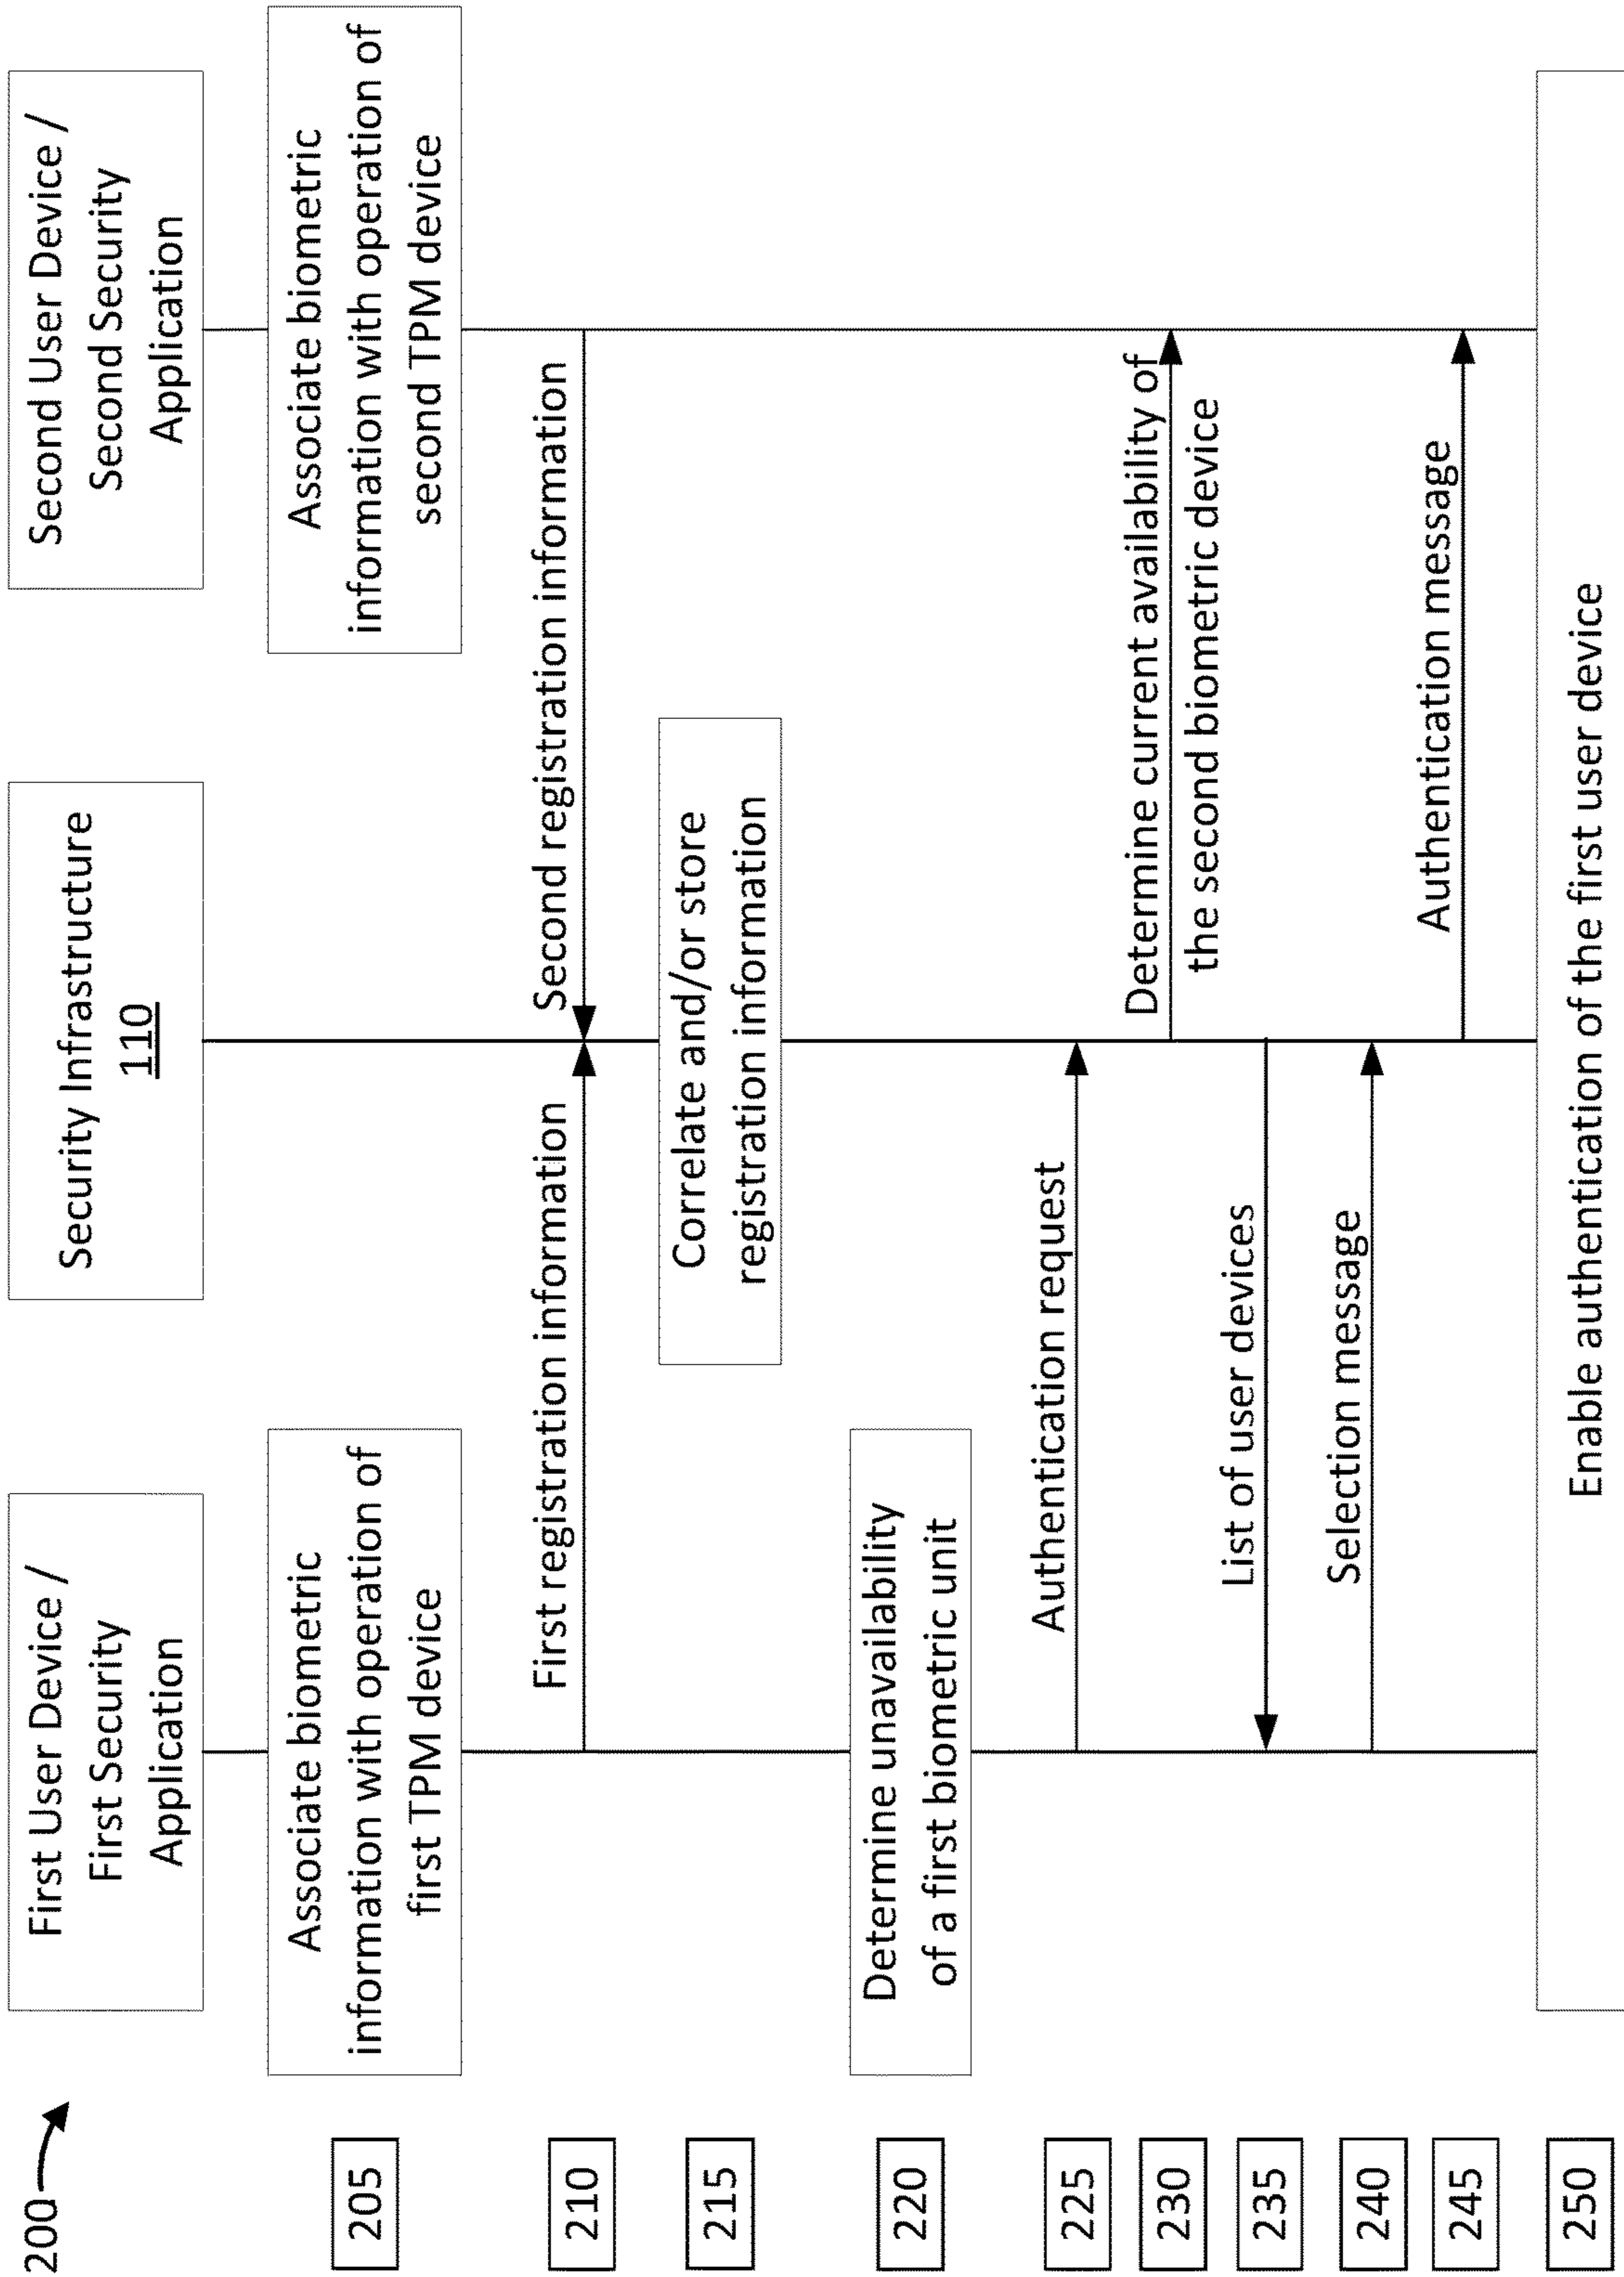 200
First User Device /
First Security
Application
Security Infrastructure
110
Second User Device /
Second Security
Application
205
Associate biometric
information with operation of
first TPM device
Associate biometric
information with operation of
second TPM device
210
First registration information
Second registration information
215
Correlate and/or store
registration information
220
Determine unavailability
of a first biometric unit
225
Authentication request
230
Determine current availability of
the second biometric device
235
List of user devices
240
Selection message
245
Authentication message
250
Enable authentication of the first user device